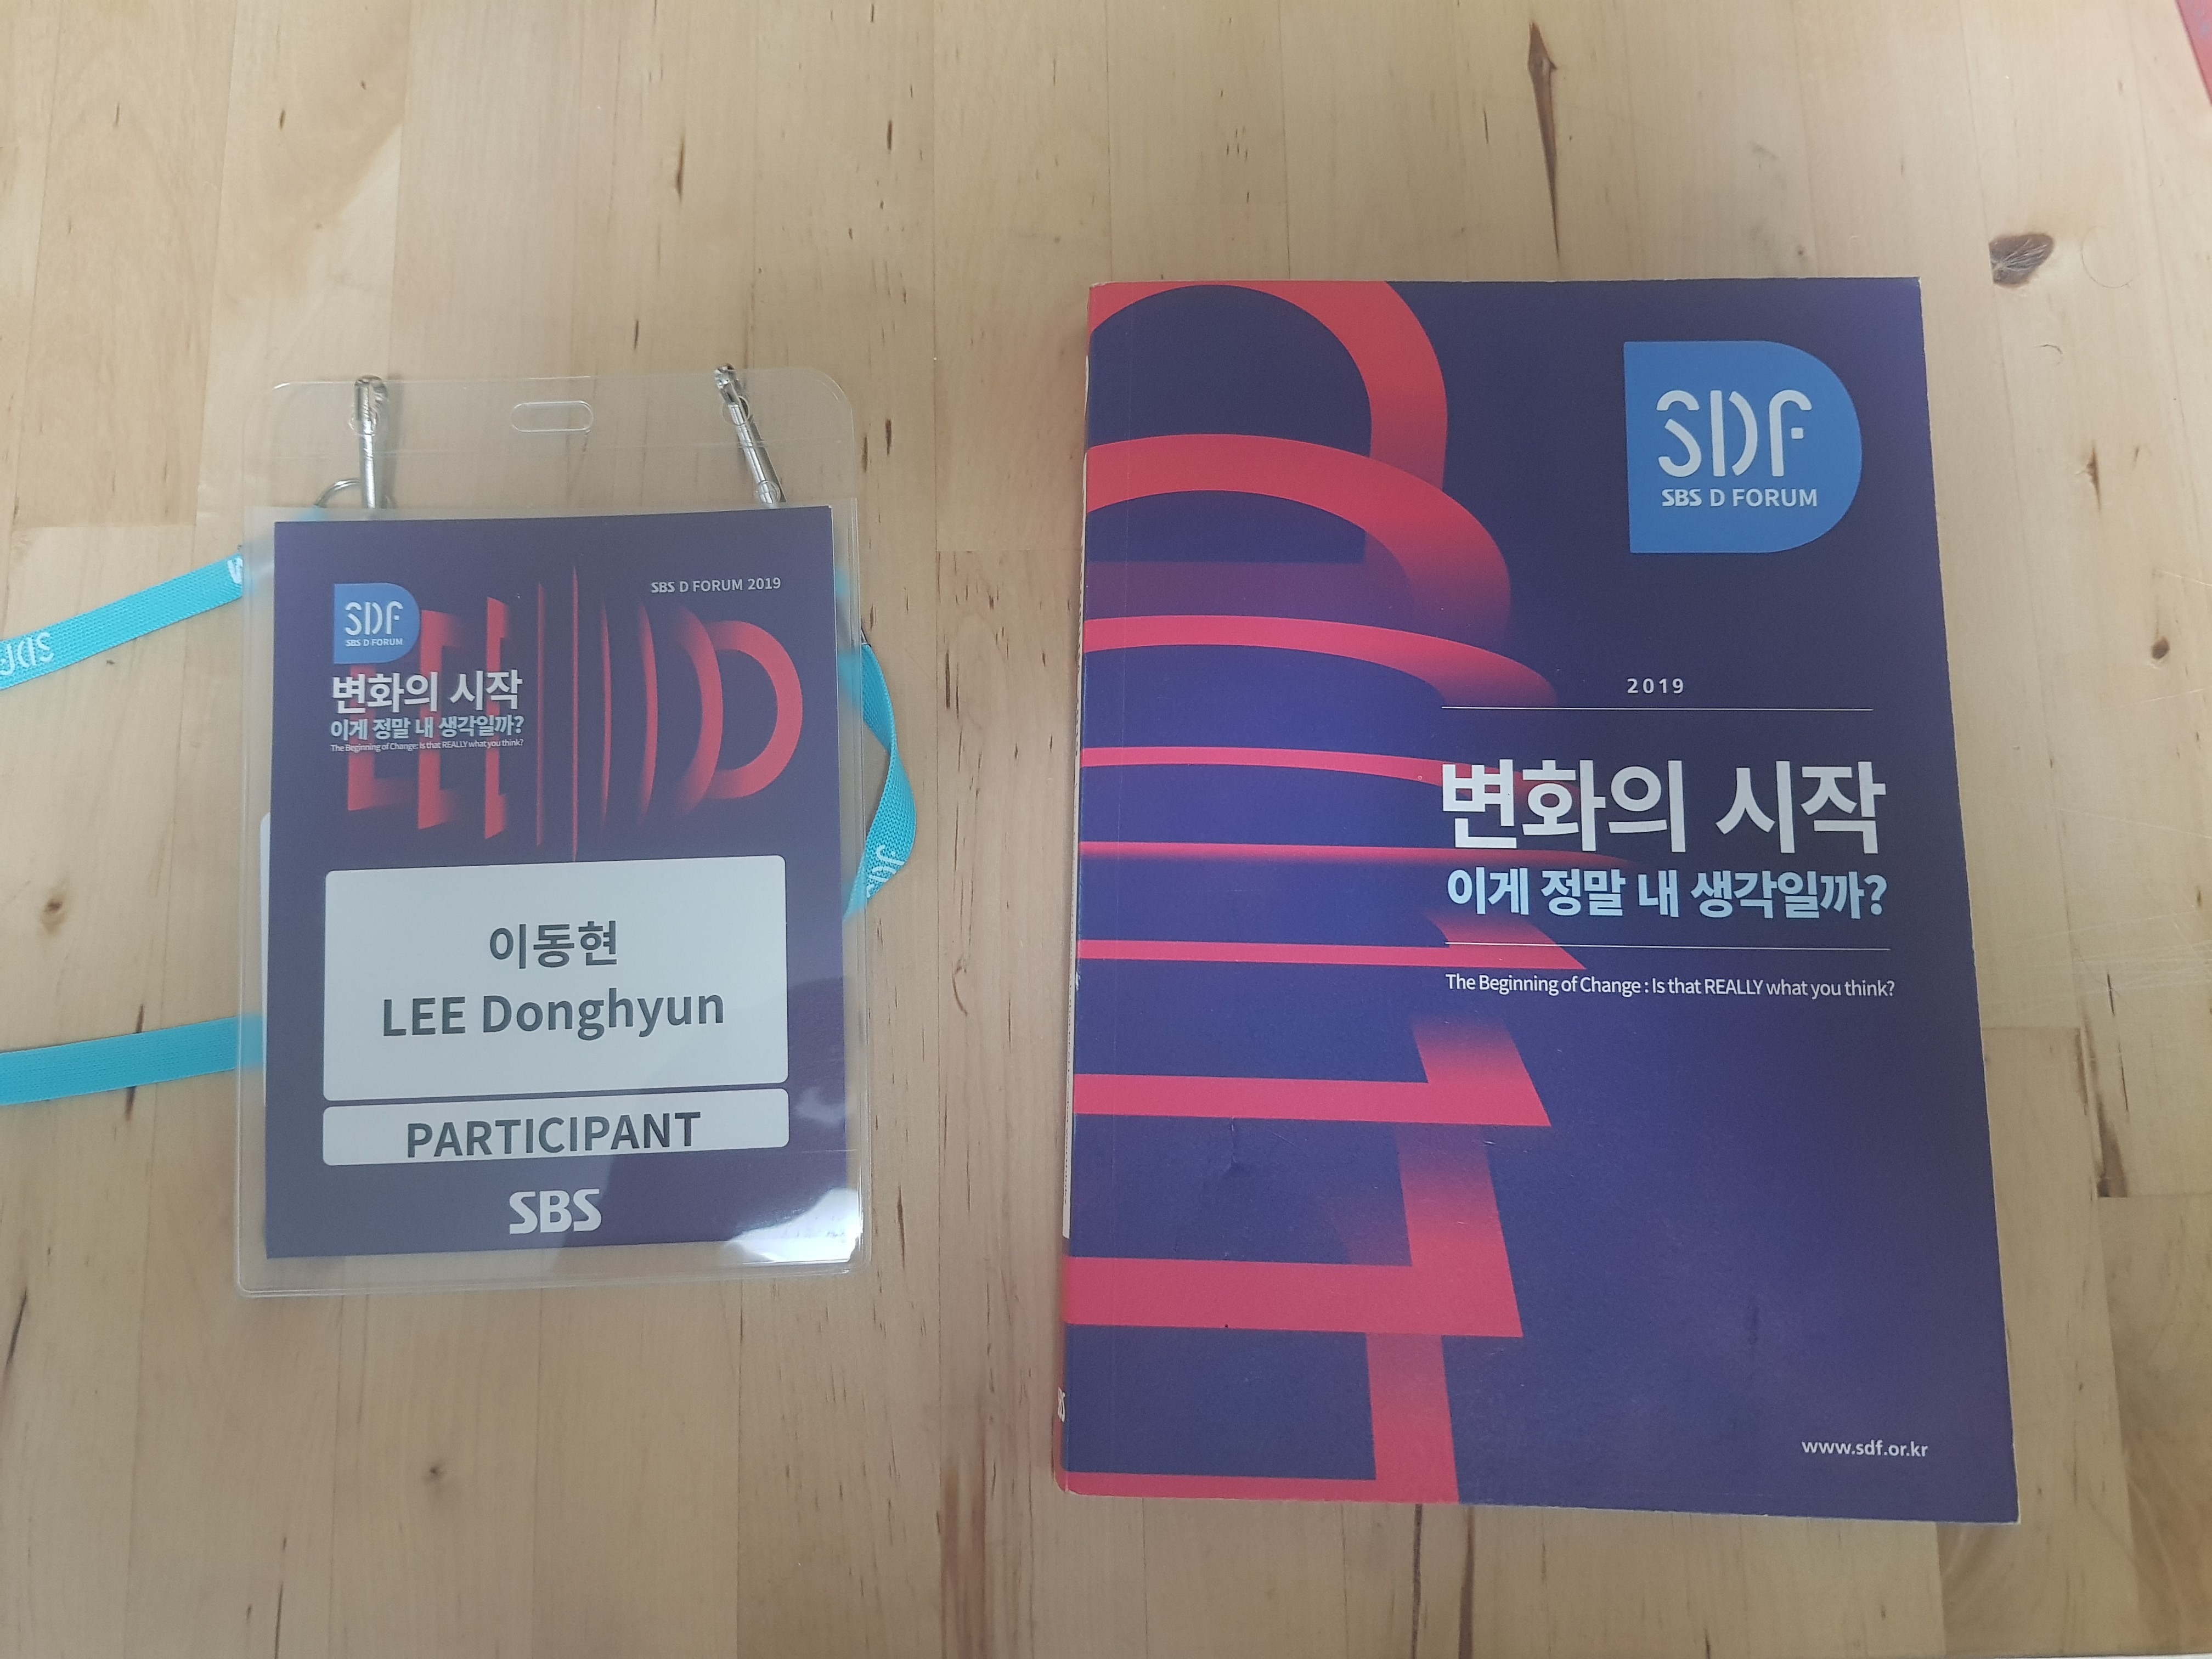 SDF
SBS D FORUM
SBS D FORUM 2019
변화의 시작
이게 정말 내 생각일까?
The Beginning of Change: Is that REALLY what you think?
이동현
LEE Donghyun
PARTICIPANT
SBS
SDF
SDF
SDF
SBS D FORUM
2019
변화의 시작
이게 정말 내 생각일까?
The Beginning of Change : Is that REALLY what you think?
www.sdf.or.kr